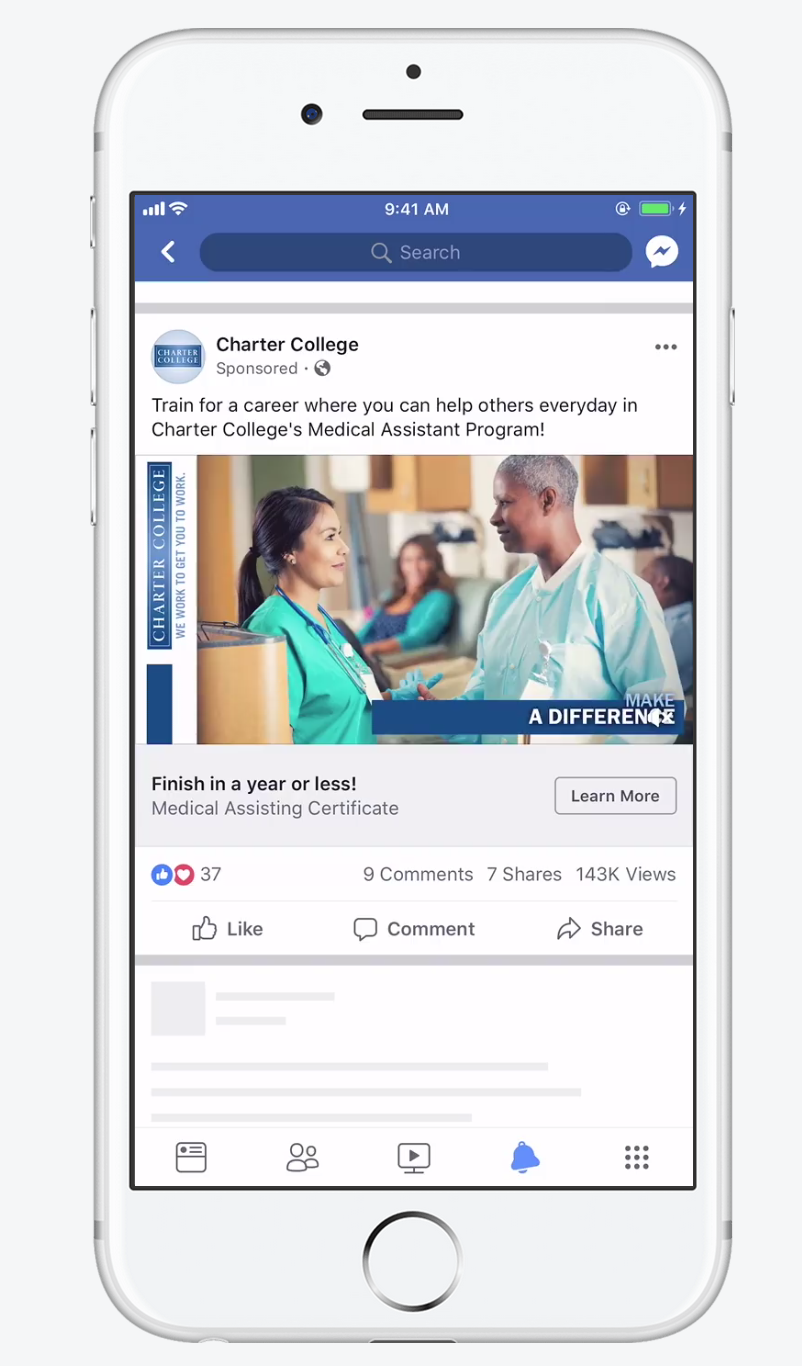 9:41 AM
Search
CHARTER
COLLEGE
Charter College
Sponsored ·
Train for a career where you can help others everyday in
Charter College's Medical Assistant Program!
CHARTER COLLEGE
WE WORK TO GET YOU TO WORK.
MAKE
A DIFFERENCE
Finish in a year or less!
Medical Assisting Certificate
Learn More
37
9 Comments 7 Shares 143K Views
Like Comment Share